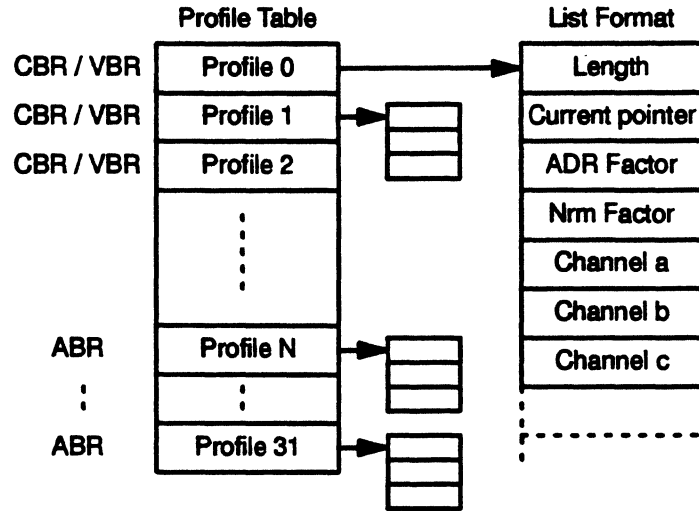 Profile Table
List Format
CBR / VBR
Profile 0
Length
CBR / VBR
Profile 1
Current pointer
CBR / VBR
Profile 2
ADR Factor
Nrm Factor
Channel a
Channel b
ABR
Profile N
Channel c
ABR
Profile 31